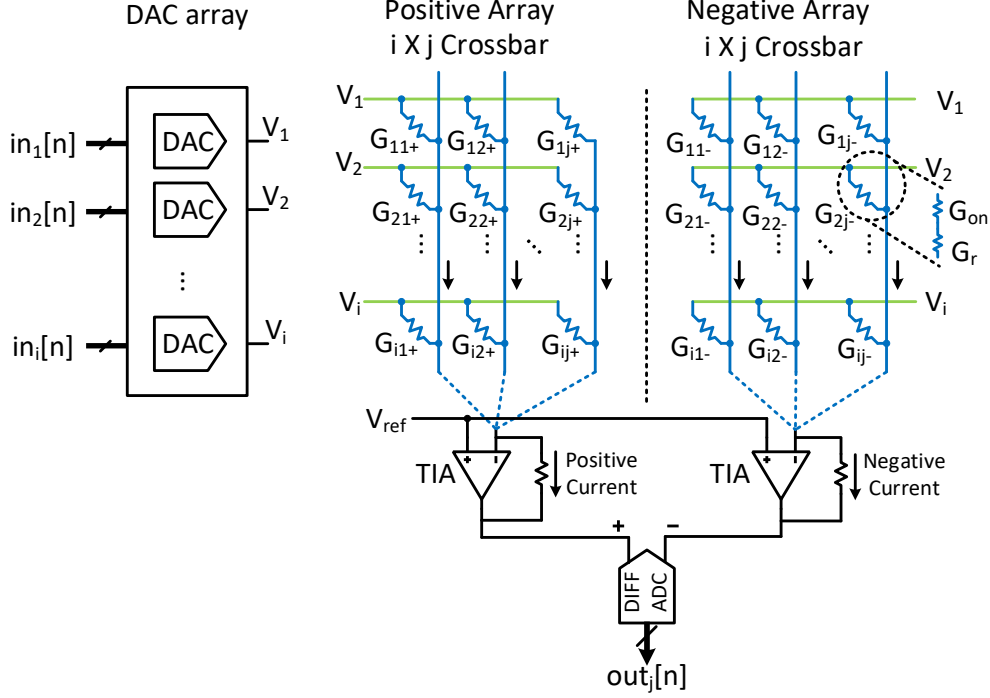 DAC array
in₁[n]
DAC
V₁
in₂[n]
DAC
V₂
⋮
inᵢ[n]
DAC
Vᵢ
Positive Array
i X j Crossbar
V₁
G₁₁₊
G₁₂₊
G₁ⱼ₊
V₂
G₂₁₊
G₂₂₊
G₂ⱼ₊
Vᵢ
Gᵢ₁₊
Gᵢ₂₊
Gᵢⱼ₊
Negative Array
i X j Crossbar
V₁
G₁₁₋
G₁₂₋
G₁ⱼ₋
V₂
G₂₁₋
G₂₂₋
G₂ⱼ₋
Gₒₙ
Gᵣ
Vᵢ
Gᵢ₁₋
Gᵢ₂₋
Gᵢⱼ₋
V_ref
+ -
TIA
Positive
Current
+ -
TIA
Negative
Current
+
−
DIFF
ADC
outⱼ[n]